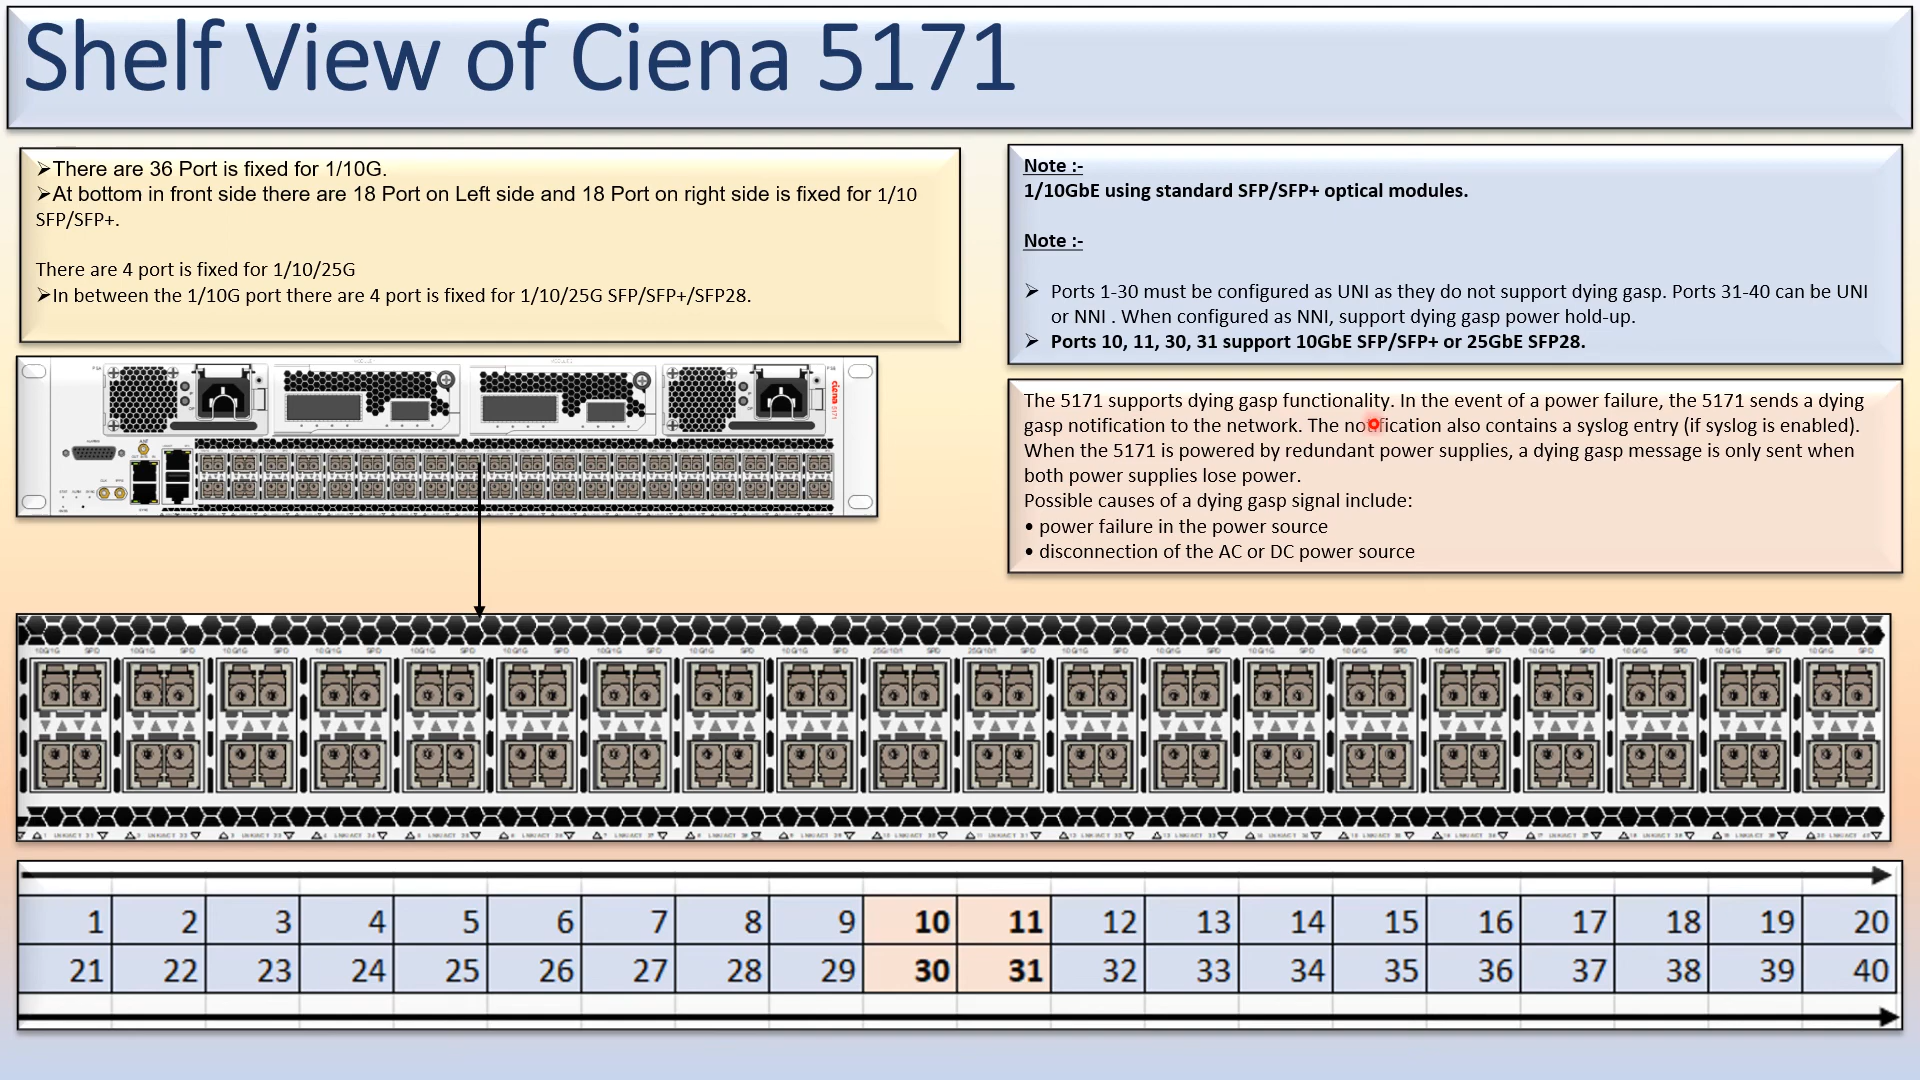 Shelf View of Ciena 5171
➢There are 36 Port is fixed for 1/10G.
➢At bottom in front side there are 18 Port on Left side and 18 Port on right side is fixed for 1/10
SFP/SFP+.
There are 4 port is fixed for 1/10/25G
➢In between the 1/10G port there are 4 port is fixed for 1/10/25G SFP/SFP+/SFP28.
Note :-
1/10GbE using standard SFP/SFP+ optical modules.
Note :-
➢ Ports 1-30 must be configured as UNI as they do not support dying gasp. Ports 31-40 can be UNI
or NNI . When configured as NNI, support dying gasp power hold-up.
➢ Ports 10, 11, 30, 31 support 10GbE SFP/SFP+ or 25GbE SFP28.
The 5171 supports dying gasp functionality. In the event of a power failure, the 5171 sends a dying
gasp notification to the network. The notification also contains a syslog entry (if syslog is enabled).
When the 5171 is powered by redundant power supplies, a dying gasp message is only sent when
both power supplies lose power.
Possible causes of a dying gasp signal include:
• power failure in the power source
• disconnection of the AC or DC power source
ciena 5171
1 2 3 4 5 6 7 8 9 10 11 12 13 14 15 16 17 18 19 20
21 22 23 24 25 26 27 28 29 30 31 32 33 34 35 36 37 38 39 40